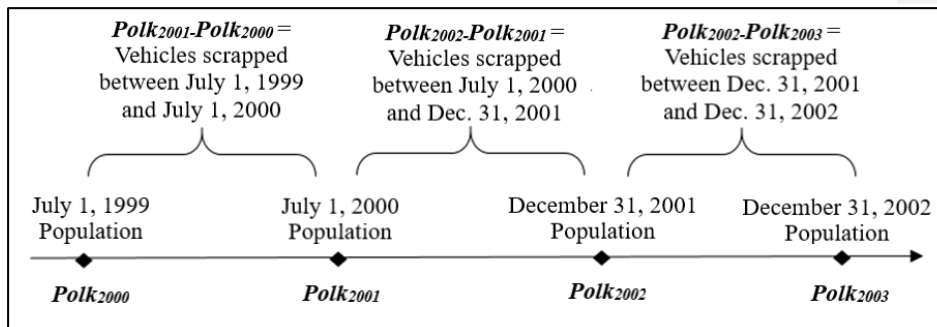 Polk2001-Polk2000 =
Vehicles scrapped
between July 1, 1999
and July 1, 2000
Polk2002-Polk2001 =
Vehicles scrapped
between July 1, 2000
and Dec. 31, 2001
Polk2002-Polk2003 =
Vehicles scrapped
between Dec. 31, 2001
and Dec. 31, 2002
July 1, 1999
Population
July 1, 2000
Population
December 31, 2001
Population
December 31, 2002
Population
Polk2000
Polk2001
Polk2002
Polk2003